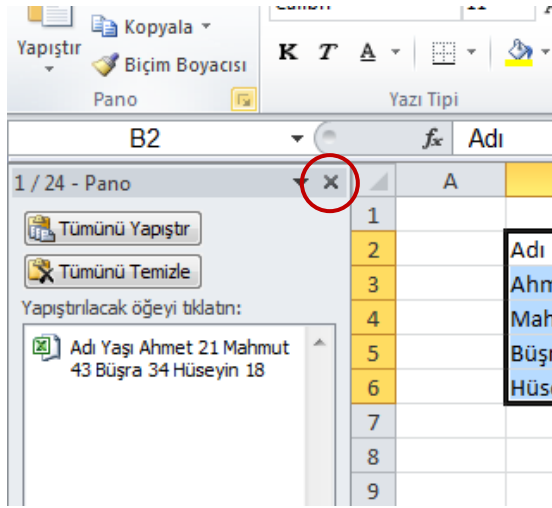 Kopyala
Yapıştır
Biçim Boyacısı
K T A
Pano
Yazı Tipi
B2
fx
Adı
1 / 24 - Pano
A
Tümünü Yapıştır
Tümünü Temizle
Yapıştırılacak öğeyi tıklatın:
Adı Yaşı Ahmet 21 Mahmut
43 Büşra 34 Hüseyin 18
1
2
Adı
3
4
5
6
7
8
9